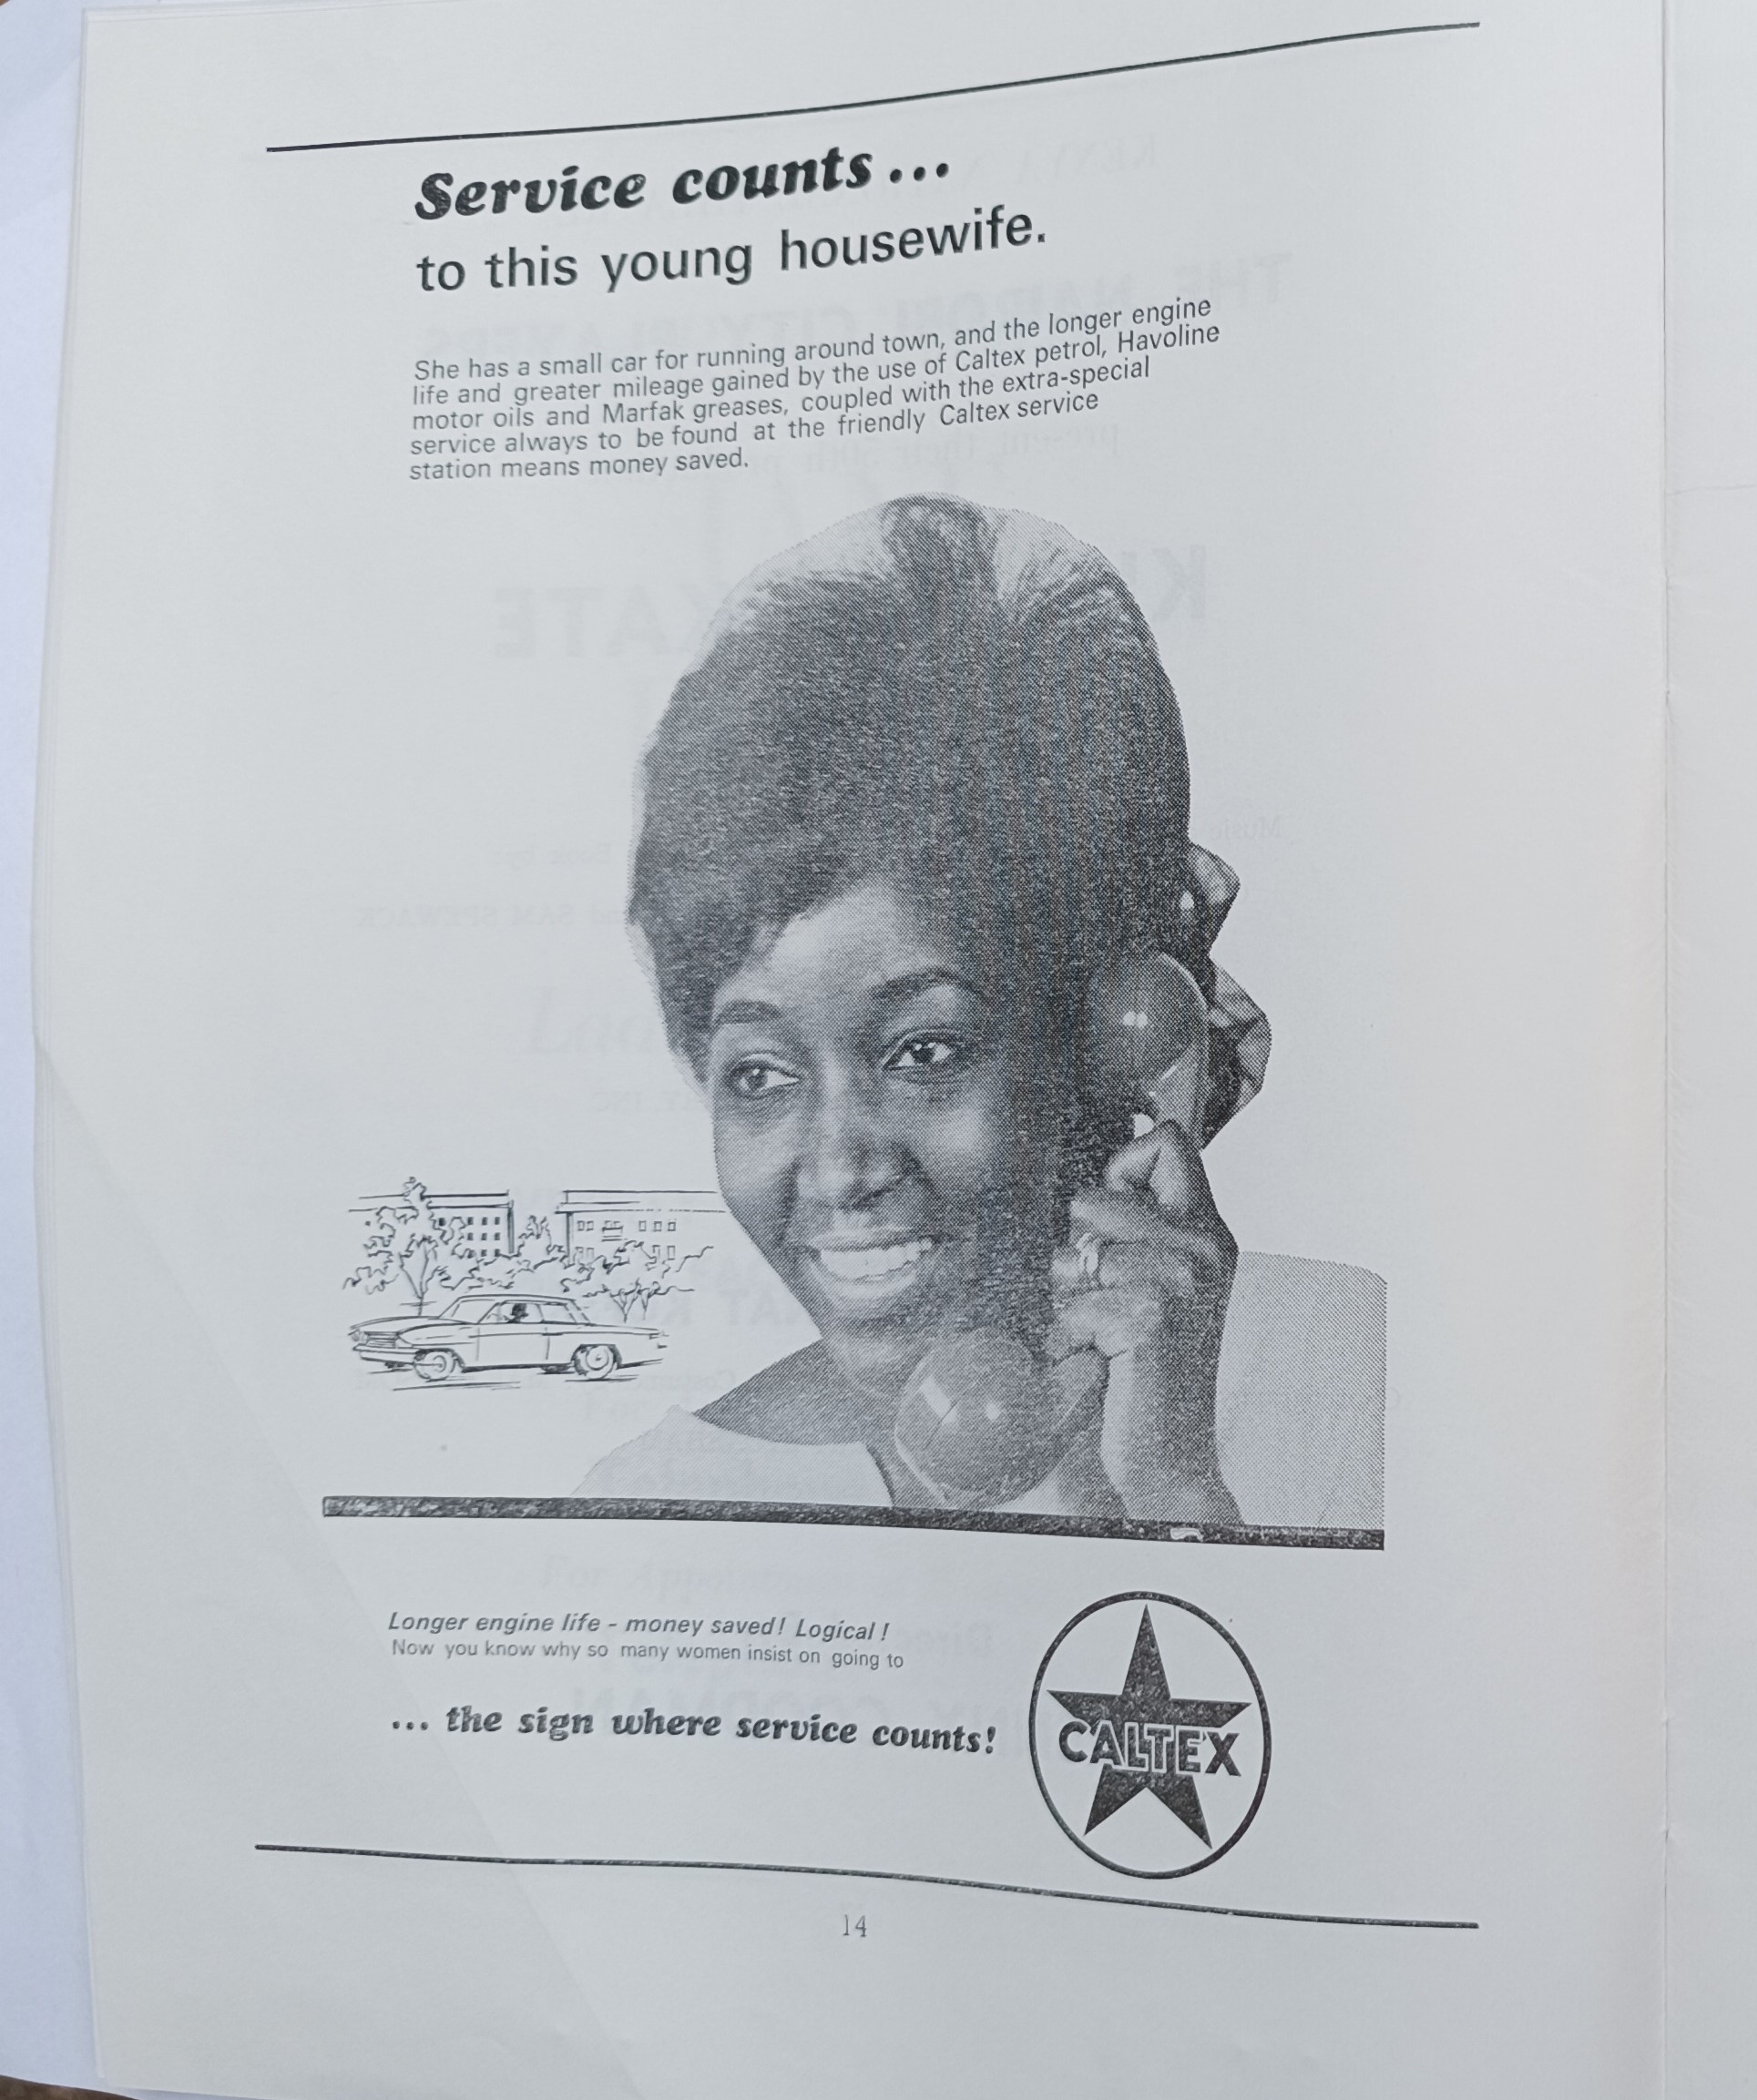 Service counts...
to this young housewife.
She has a small car for running around town, and the longer engine
life and greater mileage gained by the use of Caltex petrol, Havoline
motor oils and Marfak greases, coupled with the extra-special
service always to be found at the friendly Caltex service
station means money saved.
Longer engine life - money saved! Logical!
Now you know why so many women insist on going to
... the sign where service counts!
CALTEX
14